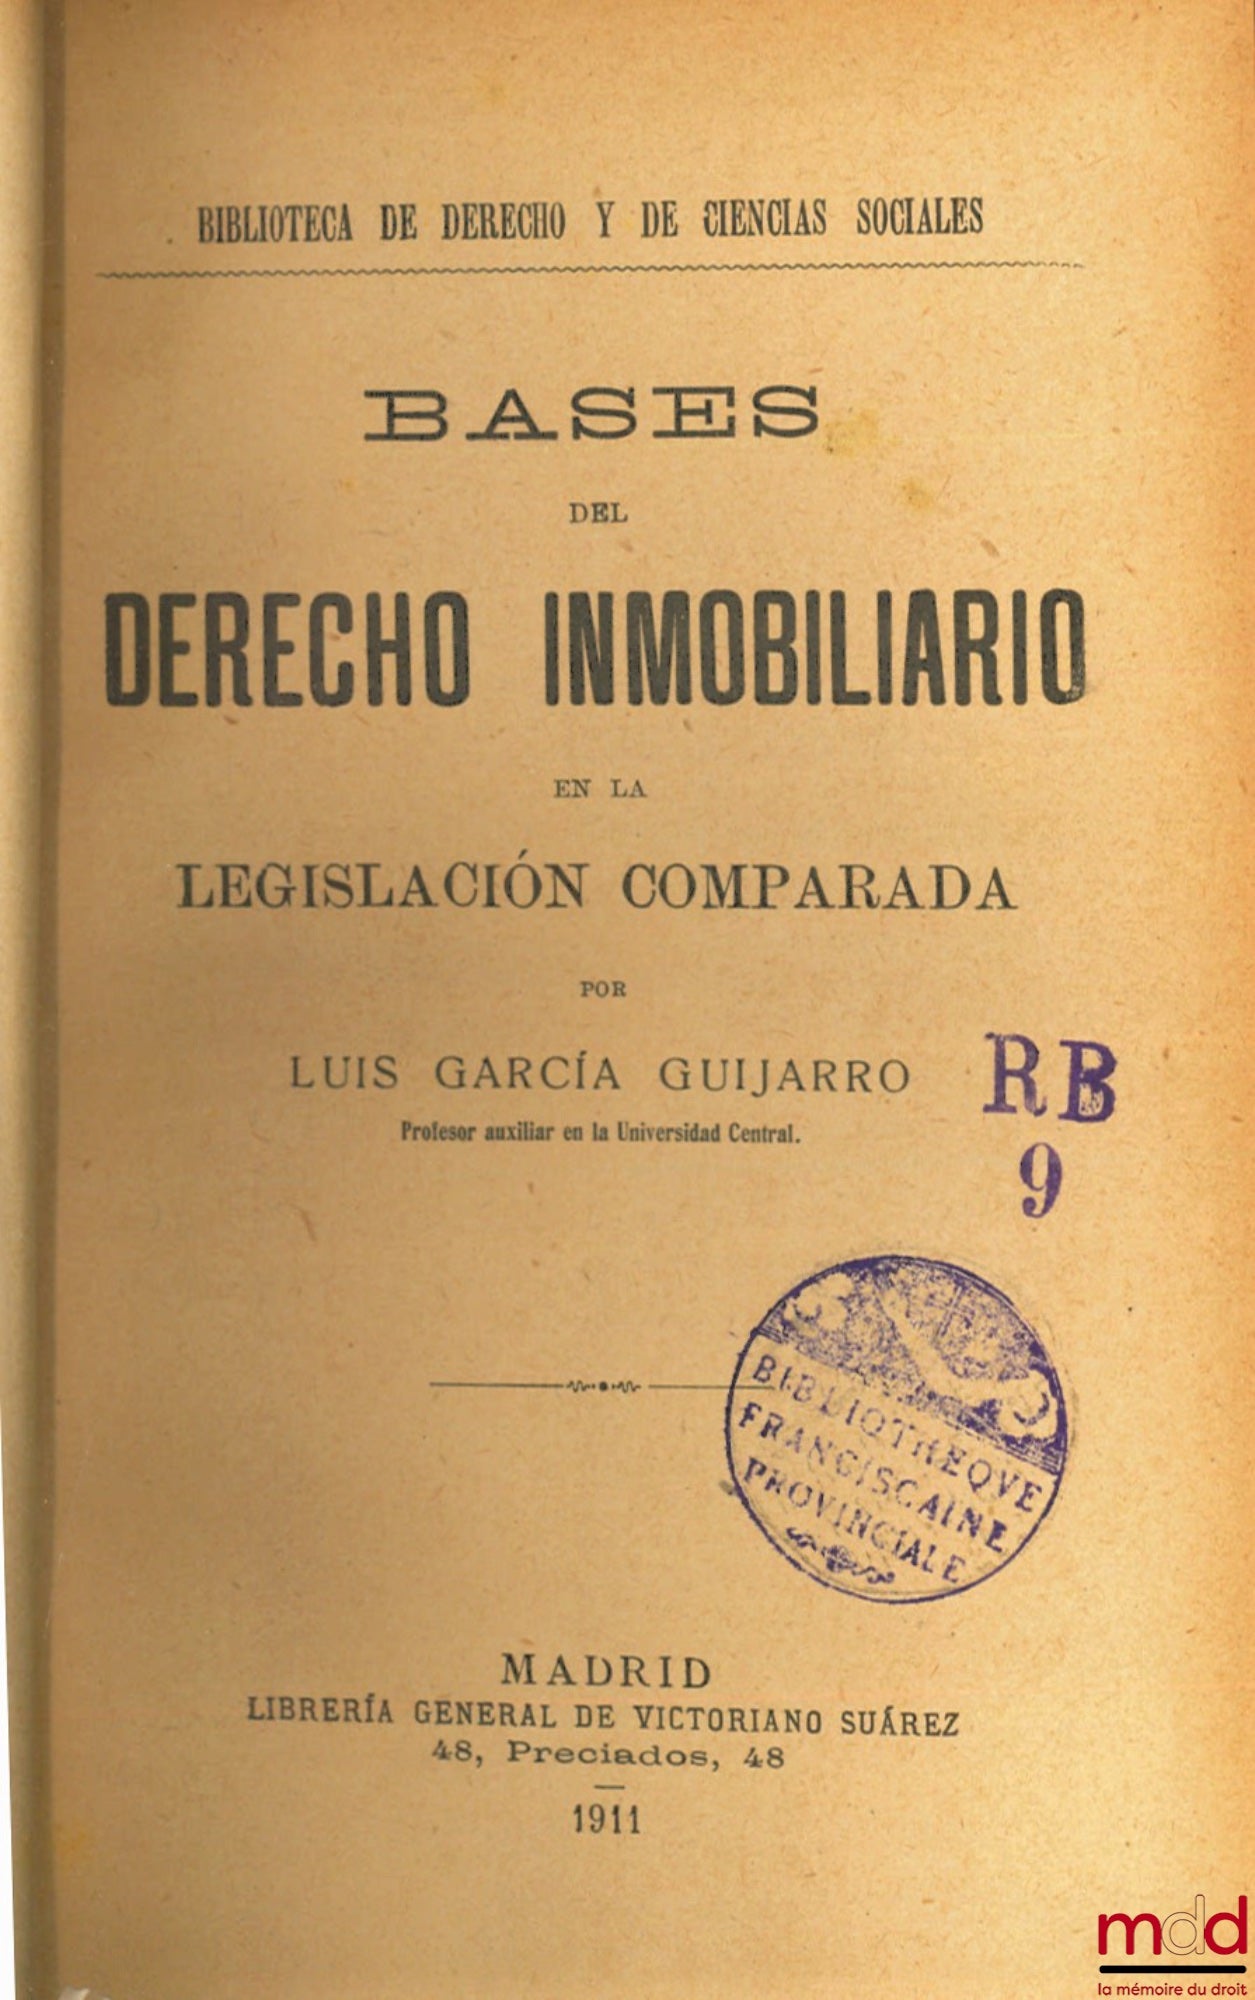 BIBLIOTECA DE DERECHO Y DE CIENCIAS SOCIALES
BASES
DEL
DERECHO INMOBILIARIO
EN LA
LEGISLACIÓN COMPARADA
POR
LUIS GARCÍA GUIJARRO
Profesor auxiliar en la Universidad Central.
RB
9
BIBLIOTHEQVE
FRANCISCAINE
PROVINCIALE
MADRID
LIBRERÍA GENERAL DE VICTORIANO SUÁREZ
48, Preciados, 48
1911
mdd
la mémoire du droit